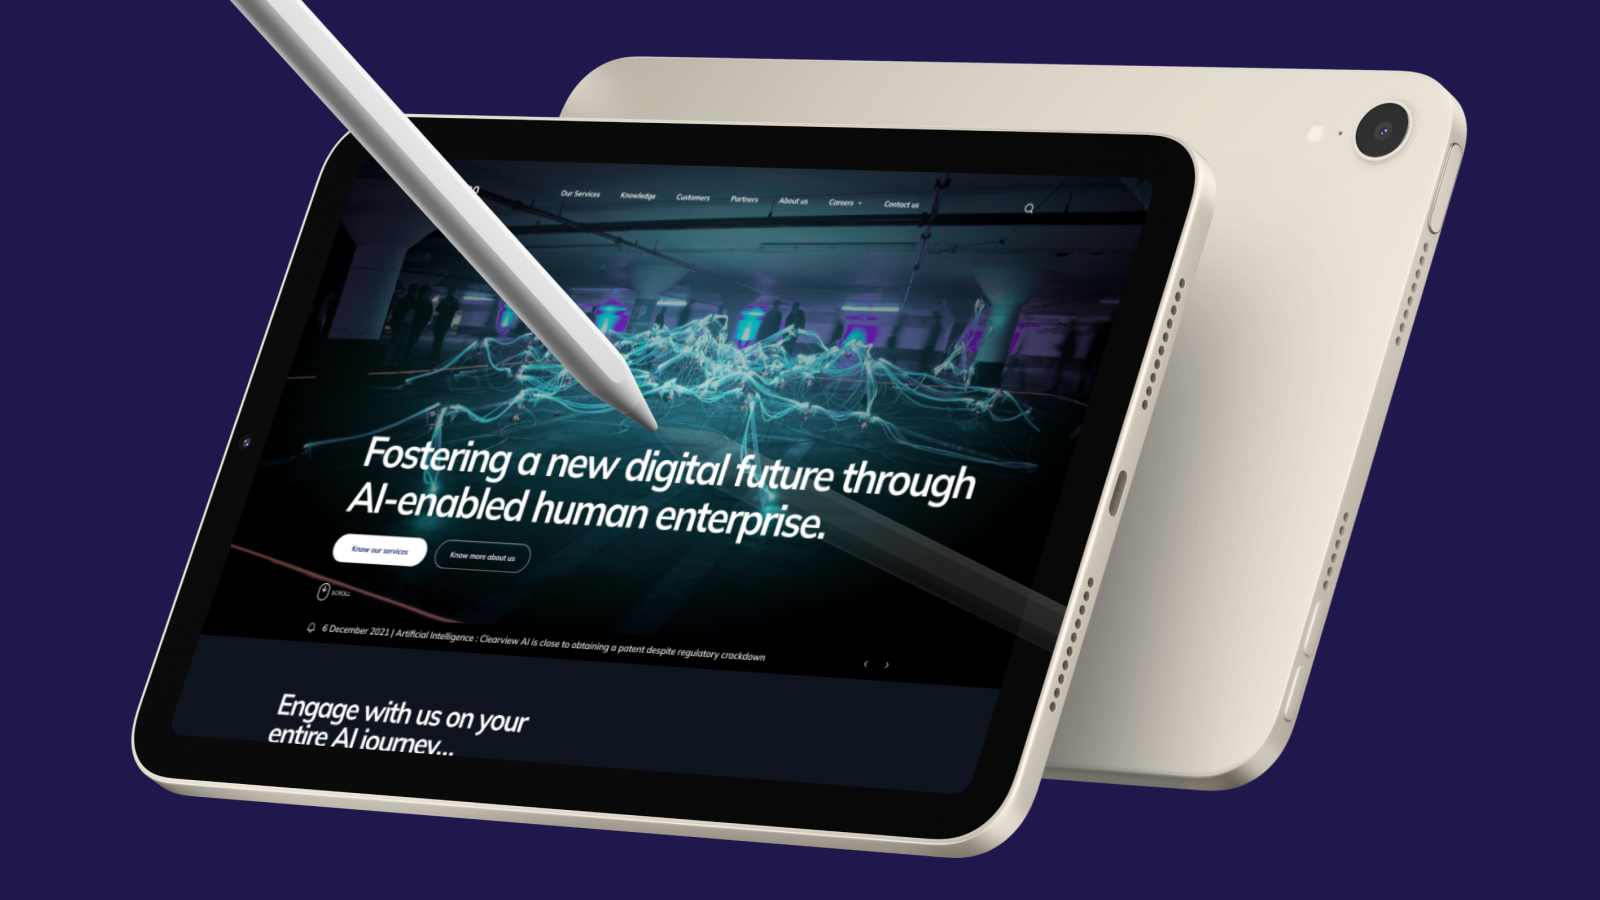 Our Services Knowledge Customers Partners About us Careers Contact us
Fostering a new digital future through
AI-enabled human enterprise.
Know our services Know more about us
SCROLL
6 December 2021 | Artificial Intelligence : Clearview AI is close to obtaining a patent despite regulatory crackdown
Engage with us on your
entire AI journey...